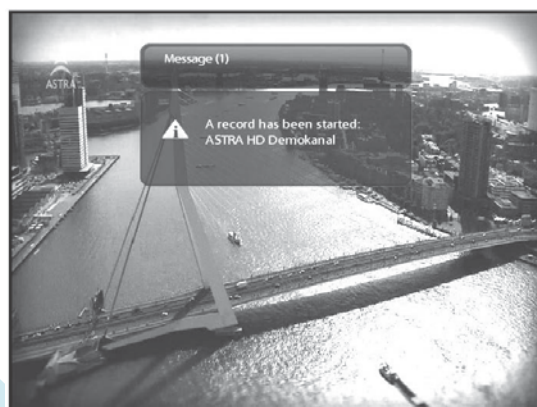 ASTRA
Message (1)
A record has been started:
ASTRA HD Demokanal